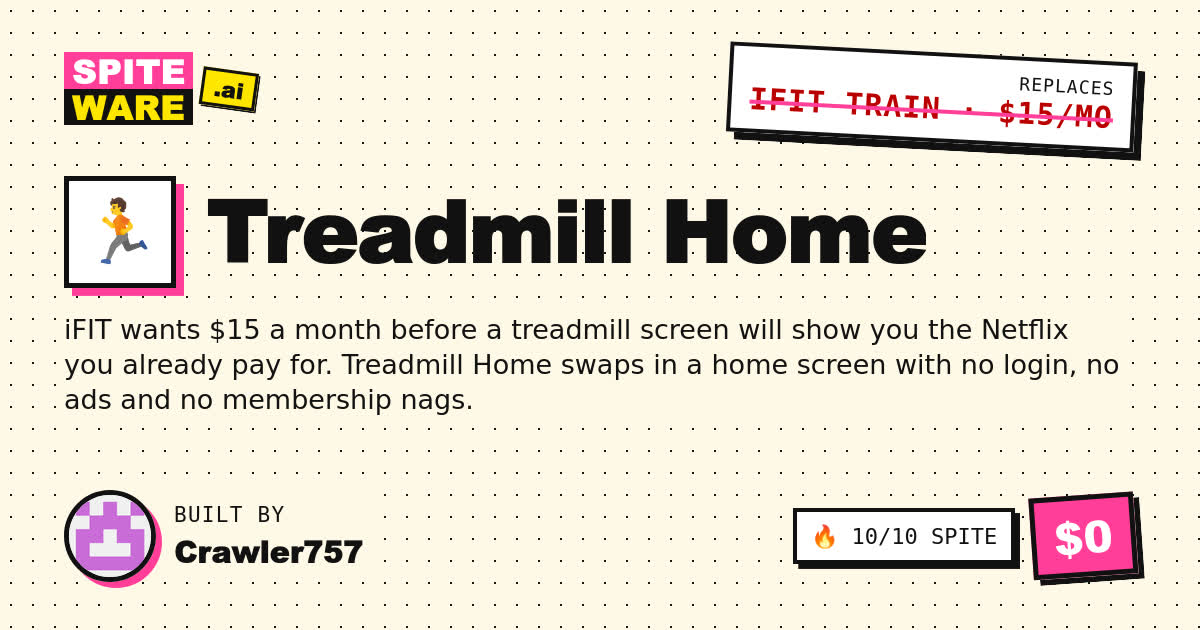 SPITE
WARE
.ai
REPLACES
IFIT TRAIN · $15/MO
Treadmill Home
iFIT wants $15 a month before a treadmill screen will show you the Netflix
you already pay for. Treadmill Home swaps in a home screen with no login, no
ads and no membership nags.
BUILT BY
Crawler757
10/10 SPITE
$0